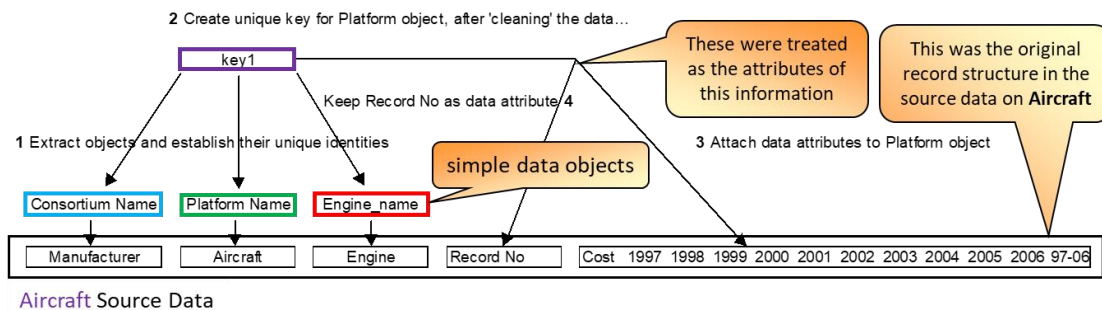 2 Create unique key for Platform object, after 'cleaning' the data…
key1
These were treated
as the attributes of
this information
This was the original
record structure in the
source data on Aircraft
Keep Record No as data attribute 4
1 Extract objects and establish their unique identities
3 Attach data attributes to Platform object
simple data objects
Consortium Name Platform Name Engine_name
Manufacturer Aircraft Engine Record No Cost 1997 1998 1999 2000 2001 2002 2003 2004 2005 2006 97-06
Aircraft Source Data